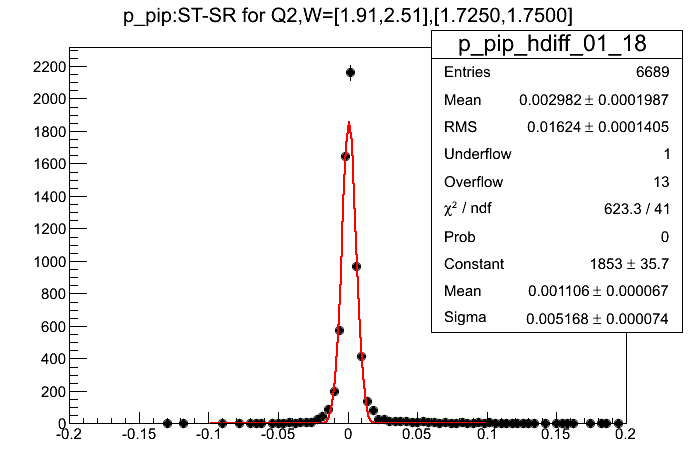 p_pip:ST-SR for Q2,W=[1.91,2.51],[1.7250,1.7500]
p_pip_hdiff_01_18
Entries 6689
Mean 0.002982 ± 0.0001987
RMS 0.01624 ± 0.0001405
Underflow 1
Overflow 13
χ² / ndf 623.3 / 41
Prob 0
Constant 1853 ± 35.7
Mean 0.001106 ± 0.000067
Sigma 0.005168 ± 0.000074
2200
2000
1800
1600
1400
1200
1000
800
600
400
200
0
-0.2 -0.15 -0.1 -0.05 0 0.05 0.1 0.15 0.2